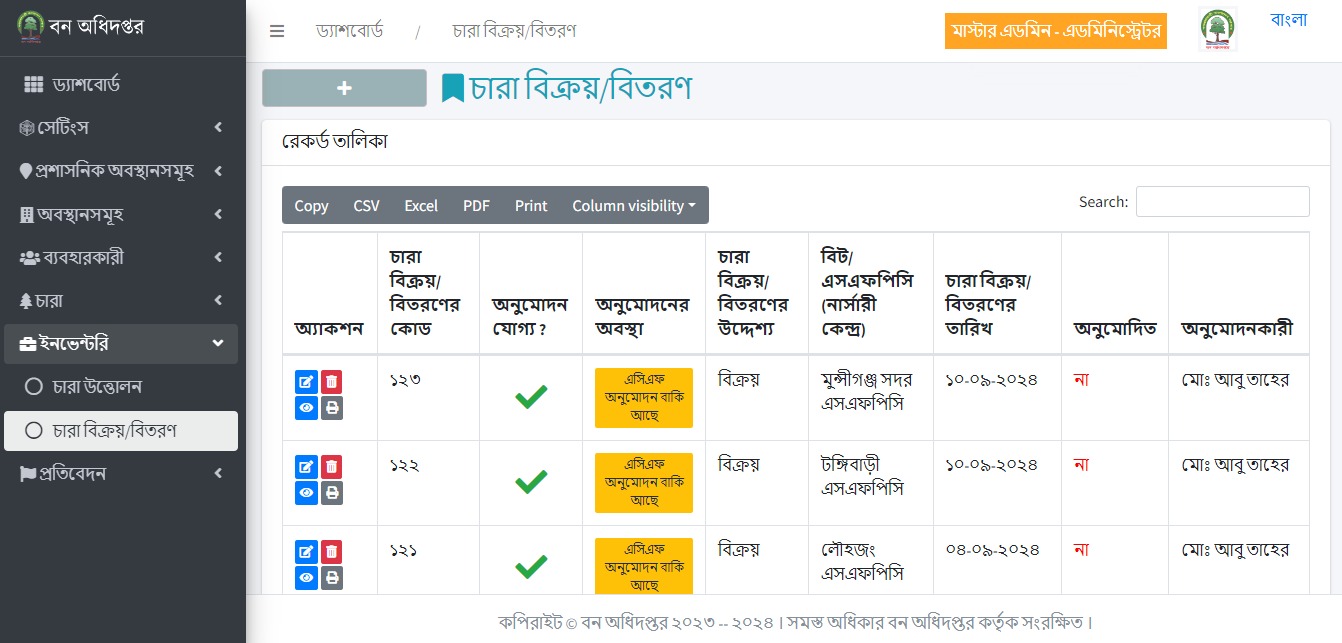 বন অধিদপ্তর
ড্যাশবোর্ড
সেটিংস
প্রশাসনিক অবস্থানসমূহ
অবস্থানসমূহ
ব্যবহারকারী
চারা
ইনভেন্টরি
চারা উত্তোলন
চারা বিক্রয়/বিতরণ
প্রতিবেদন
ড্যাশবোর্ড / চারা বিক্রয়/বিতরণ
মাস্টার এডমিন - এডমিনিস্ট্রেটর
বাংলা
চারা বিক্রয়/বিতরণ
রেকর্ড তালিকা
Copy CSV Excel PDF Print Column visibility
Search:
অ্যাকশন
চারা
বিক্রয়/
বিতরণের
কোড
অনুমোদন
যোগ্য ?
অনুমোদনের
অবস্থা
চারা
বিক্রয়/
বিতরণের
উদ্দেশ্য
বিট/
এসএফপিসি
(নার্সারী
কেন্দ্র)
চারা বিক্রয়/
বিতরণের
তারিখ
অনুমোদিত
অনুমোদনকারী
১২৩
এসিএফ
অনুমোদন বাকি
আছে
বিক্রয়
মুন্সীগঞ্জ সদর
এসএফপিসি
১০-০৯-২০২৪
না
মোঃ আবু তাহের
১২২
এসিএফ
অনুমোদন বাকি
আছে
বিক্রয়
টঙ্গিবাড়ী
এসএফপিসি
১০-০৯-২০২৪
না
মোঃ আবু তাহের
১২১
এসিএফ
অনুমোদন বাকি
আছে
বিক্রয়
লৌহজং
এসএফপিসি
০৪-০৯-২০২৪
না
মোঃ আবু তাহের
কপিরাইট © বন অধিদপ্তর ২০২৩ -- ২০২৪ । সমস্ত অধিকার বন অধিদপ্তর কর্তৃক সংরক্ষিত ।